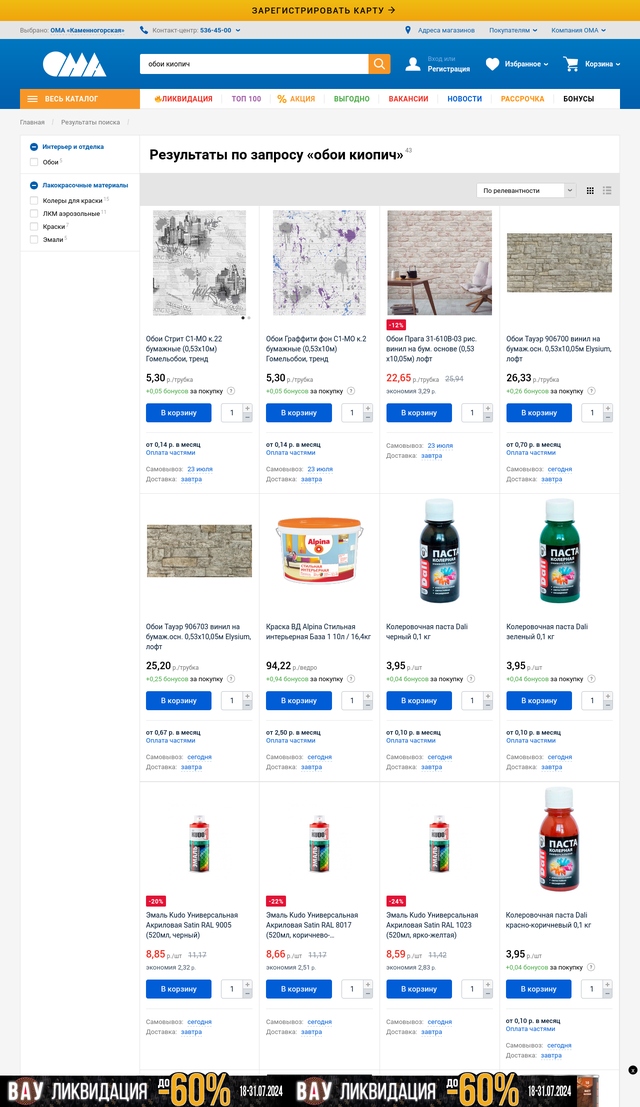 ЗАРЕГИСТРИРОВАТЬ КАРТУ →
Выбрано: ОМА «Каменногорская» Контакт-центр: 536-45-00 Адреса магазинов Покупателям Компания ОМА
ОМА обои киопич Вход или Регистрация Избранное Корзина
ВЕСЬ КАТАЛОГ ЛИКВИДАЦИЯ ТОП 100 % АКЦИЯ ВЫГОДНО ВАКАНСИИ НОВОСТИ РАССРОЧКА БОНУСЫ
Главная / Результаты поиска /
Интерьер и отделка
Обои
Лакокрасочные материалы
Колеры для краски
ЛКМ аэрозольные
Краски
Эмали
Результаты по запросу «обои киопич» 43
По релевантности
-12%
Обои Стрит С1-МО к.22
бумажные (0,53х10м)
Гомельобои, тренд
5,30 р./трубка
+0,05 бонусов за покупку ?
В корзину 1 + −
от 0,14 р. в месяц
Оплата частями
Самовывоз: 23 июля
Доставка: завтра
Обои Граффити фон С1-МО к.2
бумажные (0,53х10м)
Гомельобои, тренд
5,30 р./трубка
+0,05 бонусов за покупку ?
В корзину 1 + −
от 0,14 р. в месяц
Оплата частями
Самовывоз: 23 июля
Доставка: завтра
Обои Прага 31-610В-03 рис.
винил на бум. основе (0,53
х10,05м) лофт
22,65 р./трубка 25,94
экономия 3,29 р.
В корзину 1 + −
Самовывоз: 23 июля
Доставка: завтра
Обои Тауэр 906700 винил на
бумаж.осн. 0,53х10,05м Elysium,
лофт
26,33 р./трубка
+0,26 бонусов за покупку ?
В корзину 1 + −
от 0,70 р. в месяц
Оплата частями
Самовывоз: сегодня
Доставка: завтра
Обои Тауэр 906703 винил на
бумаж.осн. 0,53х10,05м Elysium,
лофт
25,20 р./трубка
+0,25 бонусов за покупку ?
В корзину 1 + −
от 0,67 р. в месяц
Оплата частями
Самовывоз: сегодня
Доставка: завтра
Alpina
СТИЛЬНАЯ
ИНТЕРЬЕРНАЯ
Краска ВД Alpina Стильная
интерьерная База 1 10л / 16,4кг
94,22 р./ведро
+0,94 бонусов за покупку ?
В корзину 1 + −
от 2,50 р. в месяц
Оплата частями
Самовывоз: сегодня
Доставка: завтра
Dali
ПАСТА
КОЛЕРНАЯ
Колеровочная паста Dali
черный 0,1 кг
3,95 р./шт
+0,04 бонусов за покупку ?
В корзину 1 + −
от 0,10 р. в месяц
Оплата частями
Самовывоз: сегодня
Доставка: завтра
Dali
ПАСТА
КОЛЕРНАЯ
Колеровочная паста Dali
зеленый 0,1 кг
3,95 р./шт
+0,04 бонусов за покупку ?
В корзину 1 + −
от 0,10 р. в месяц
Оплата частями
Самовывоз: сегодня
Доставка: завтра
KUDO
ЭМАЛЬ
-20%
Эмаль Kudo Универсальная
Акриловая Satin RAL 9005
(520мл, черный)
8,85 р./шт 11,17
экономия 2,32 р.
В корзину 1 + −
Самовывоз: сегодня
Доставка: завтра
KUDO
ЭМАЛЬ
-22%
Эмаль Kudo Универсальная
Акриловая Satin RAL 8017
(520мл, коричнево-..
8,66 р./шт 11,17
экономия 2,51 р.
В корзину 1 + −
Самовывоз: сегодня
Доставка: завтра
KUDO
ЭМАЛЬ
-24%
Эмаль Kudo Универсальная
Акриловая Satin RAL 1023
(520мл, ярко-желтая)
8,59 р./шт 11,42
экономия 2,83 р.
В корзину 1 + −
Самовывоз: сегодня
Доставка: завтра
Dali
ПАСТА
КОЛЕРНАЯ
Колеровочная паста Dali
красно-коричневый 0,1 кг
3,95 р./шт
+0,04 бонусов за покупку ?
В корзину 1 + −
от 0,10 р. в месяц
Оплата частями
Самовывоз: сегодня
Доставка: завтра
x
ВАУ ЛИКВИДАЦИЯ до -60% 18-31.07.2024 ВАУ ЛИКВИДАЦИЯ до -60% 18-31.07.2024